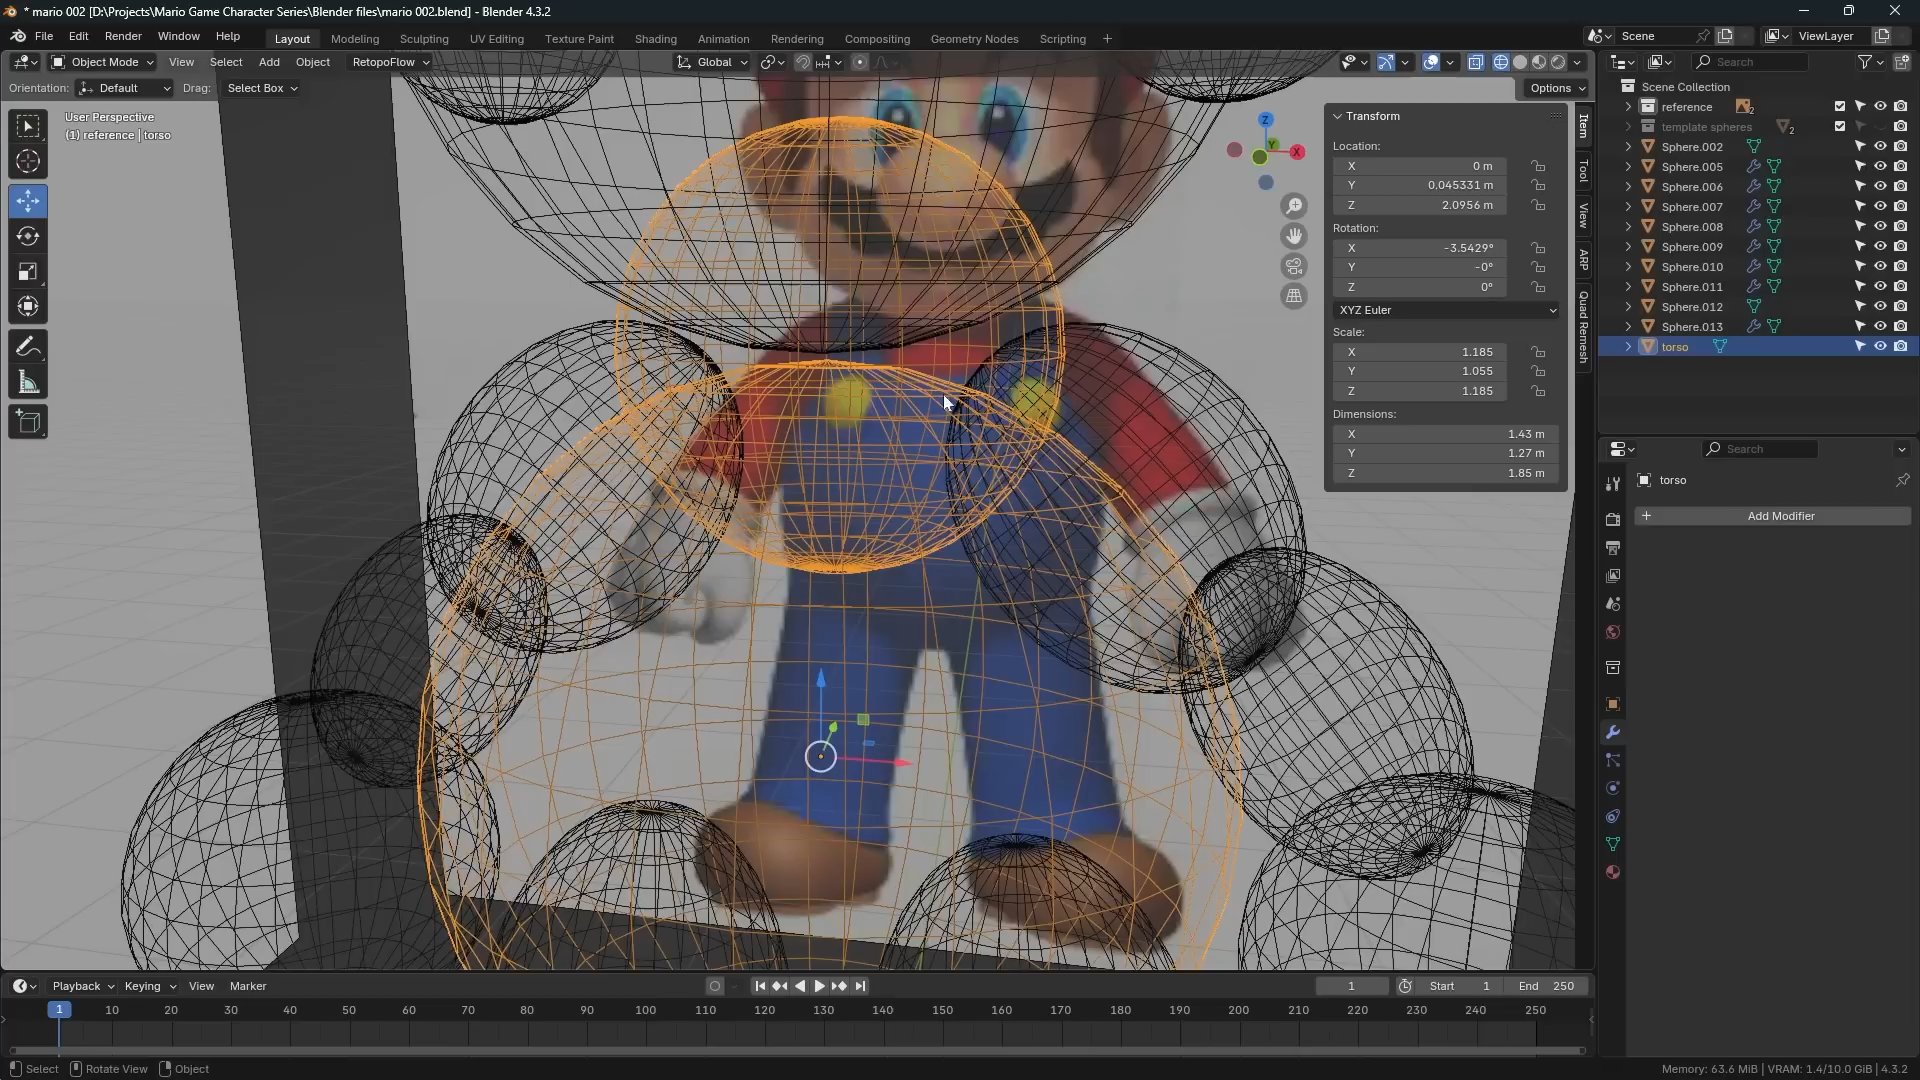 * mario 002 [D:\Projects\Mario Game Character Series\Blender files\mario 002.blend] - Blender 4.3.2
File Edit Render Window Help
Layout Modeling Sculpting UV Editing Texture Paint Shading Animation Rendering Compositing Geometry Nodes Scripting +
Scene
ViewLayer
Object Mode View Select Add Object RetopoFlow
Global
Search
Orientation: Default Drag: Select Box
Options
User Perspective
(1) reference | torso
Z
Y
X
Transform
Location:
X 0 m
Y 0.045331 m
Z 2.0956 m
Rotation:
X -3.5429°
Y -0°
Z 0°
XYZ Euler
Scale:
X 1.185
Y 1.055
Z 1.185
Dimensions:
X 1.43 m
Y 1.27 m
Z 1.85 m
Item
Tool
View
ARP
Quad Remesh
Scene Collection
reference 2
template spheres 2
Sphere.002
Sphere.005
Sphere.006
Sphere.007
Sphere.008
Sphere.009
Sphere.010
Sphere.011
Sphere.012
Sphere.013
torso
Search
torso
+ Add Modifier
Playback Keying View Marker
1
Start 1
End 250
1 10 20 30 40 50 60 70 80 90 100 110 120 130 140 150 160 170 180 190 200 210 220 230 240 250
Select Rotate View Object
Memory: 63.6 MiB | VRAM: 1.4/10.0 GiB | 4.3.2